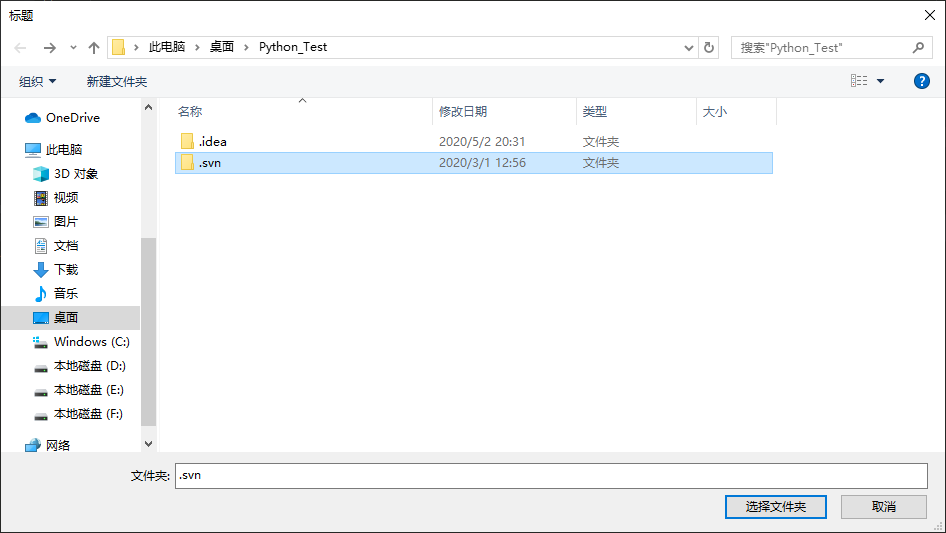 标题
此电脑 › 桌面 › Python_Test
搜索"Python_Test"
组织
新建文件夹
?
名称 修改日期 类型 大小
.idea 2020/5/2 20:31 文件夹
.svn 2020/3/1 12:56 文件夹
OneDrive
此电脑
3D 对象
视频
图片
文档
下载
音乐
桌面
Windows (C:)
本地磁盘 (D:)
本地磁盘 (E:)
本地磁盘 (F:)
网络
文件夹: .svn
选择文件夹 取消